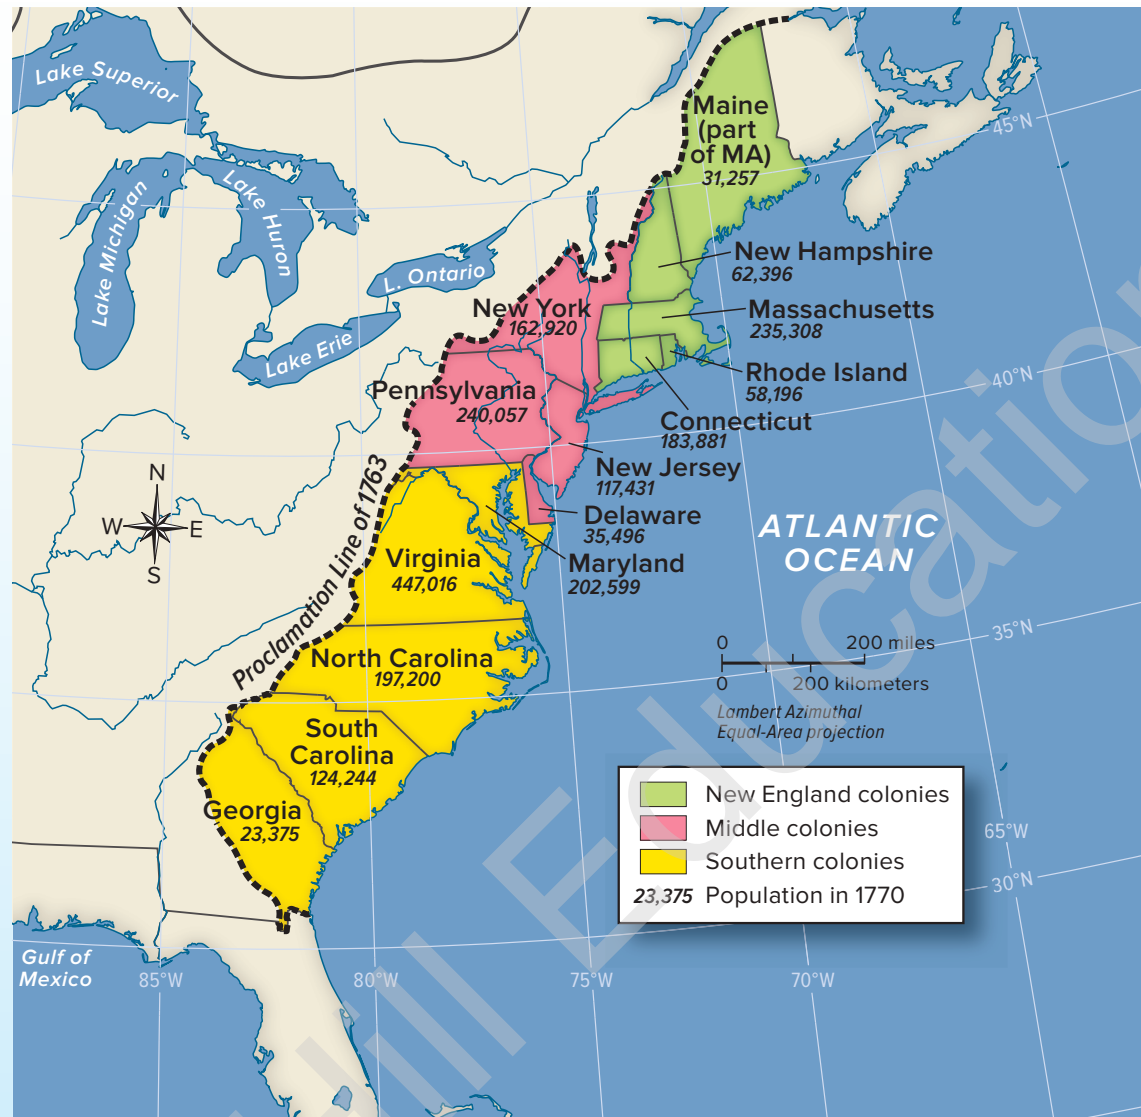 Lake Superior
Lake Michigan
Lake Huron
L. Ontario
Lake Erie
Maine
(part
of MA)
31,257
45°N
New Hampshire
62,396
Massachusetts
235,308
Rhode Island
58,196
Connecticut
183,881
40°N
New York
162,920
Pennsylvania
240,057
New Jersey
117,431
Delaware
35,496
Maryland
202,599
Proclamation Line of 1763
N
W
E
S
ATLANTIC
OCEAN
Virginia
447,016
35°N
North Carolina
197,200
0 200 miles
0 200 kilometers
Lambert Azimuthal
Equal-Area projection
South
Carolina
124,244
Georgia
23,375
New England colonies
Middle colonies
Southern colonies
23,375 Population in 1770
65°W
30°N
Gulf of
Mexico
85°W
80°W
75°W
70°W
Hill Education